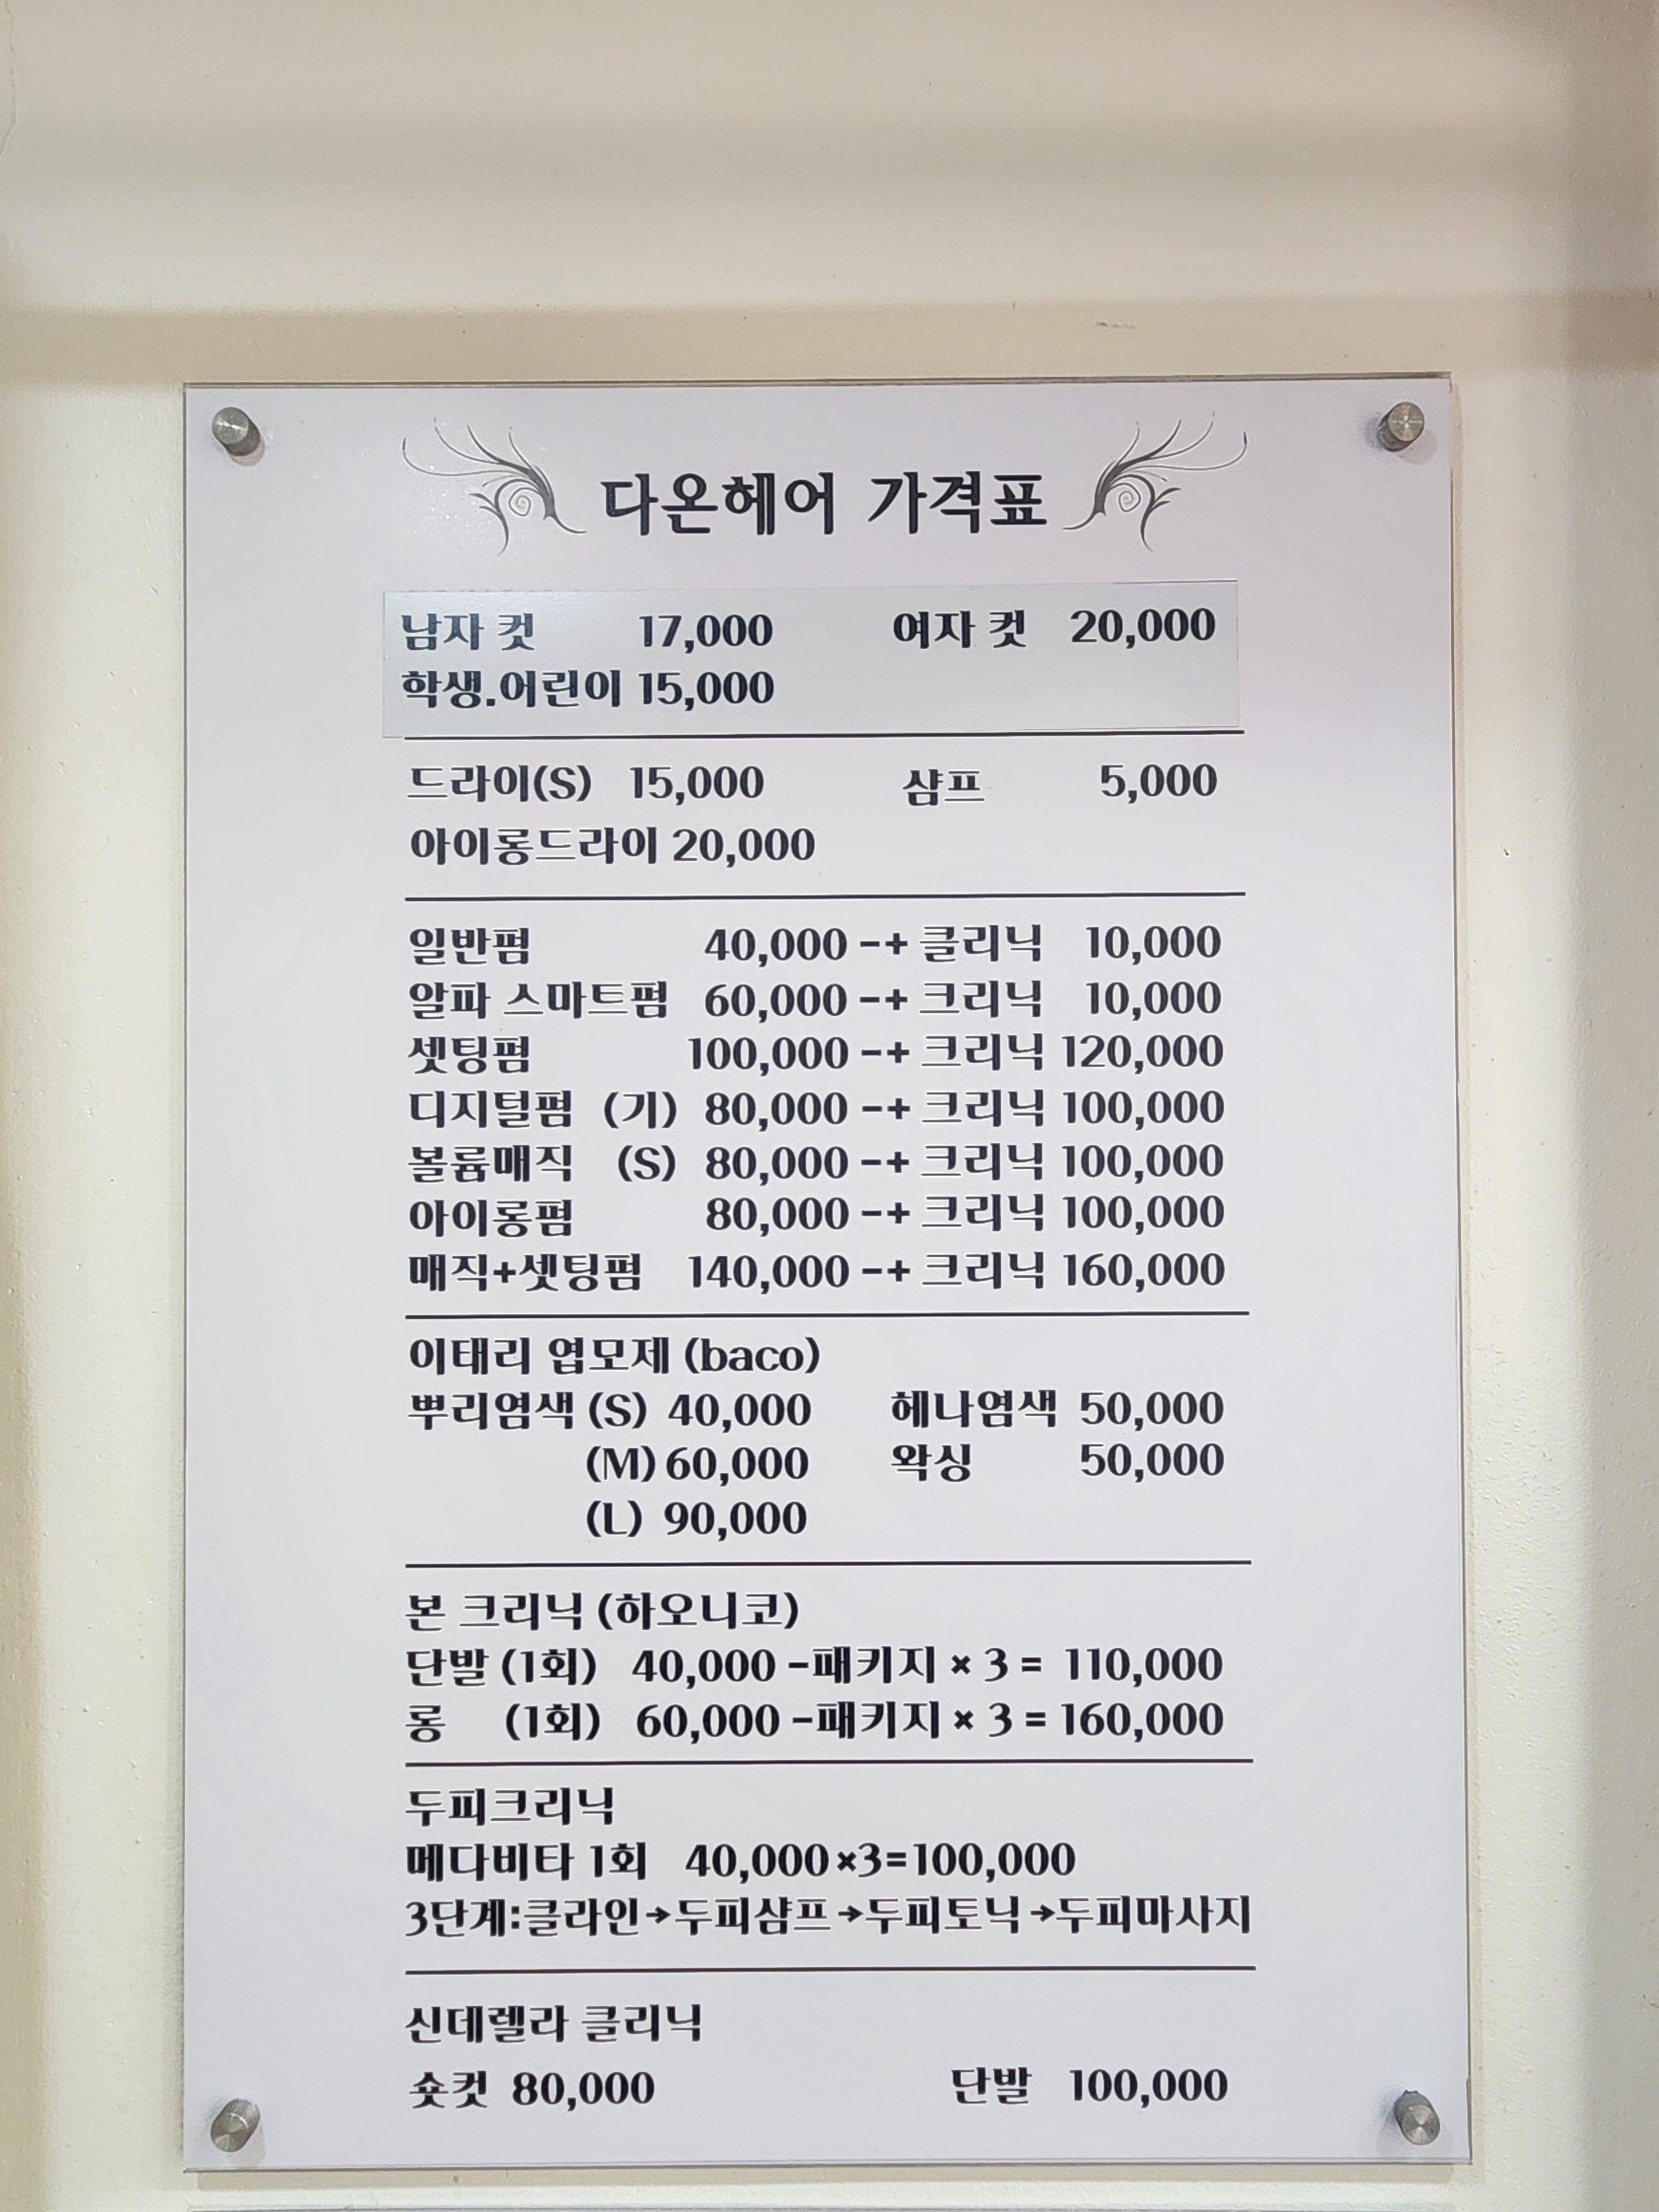 다온헤어 가격표
남자 컷 17,000 여자 컷 20,000
학생.어린이 15,000
드라이(S) 15,000 샴프 5,000
아이롱드라이 20,000
일반펌 40,000 -+ 클리닉 10,000
알파 스마트펌 60,000 -+ 크리닉 10,000
셋팅펌 100,000 -+ 크리닉 120,000
디지털펌 (기) 80,000 -+ 크리닉 100,000
볼륨매직 (S) 80,000 -+ 크리닉 100,000
아이롱펌 80,000 -+ 크리닉 100,000
매직+셋팅펌 140,000 -+ 크리닉 160,000
이태리 엽모제 (baco)
뿌리염색 (S) 40,000 헤나염색 50,000
(M) 60,000 왁싱 50,000
(L) 90,000
본 크리닉 (하오니코)
단발 (1회) 40,000 -패키지 × 3 = 110,000
롱 (1회) 60,000 -패키지 × 3 = 160,000
두피크리닉
메다비타 1회 40,000×3=100,000
3단계:클라인→두피샴프→두피토닉→두피마사지
신데렐라 클리닉
숏컷 80,000 단발 100,000